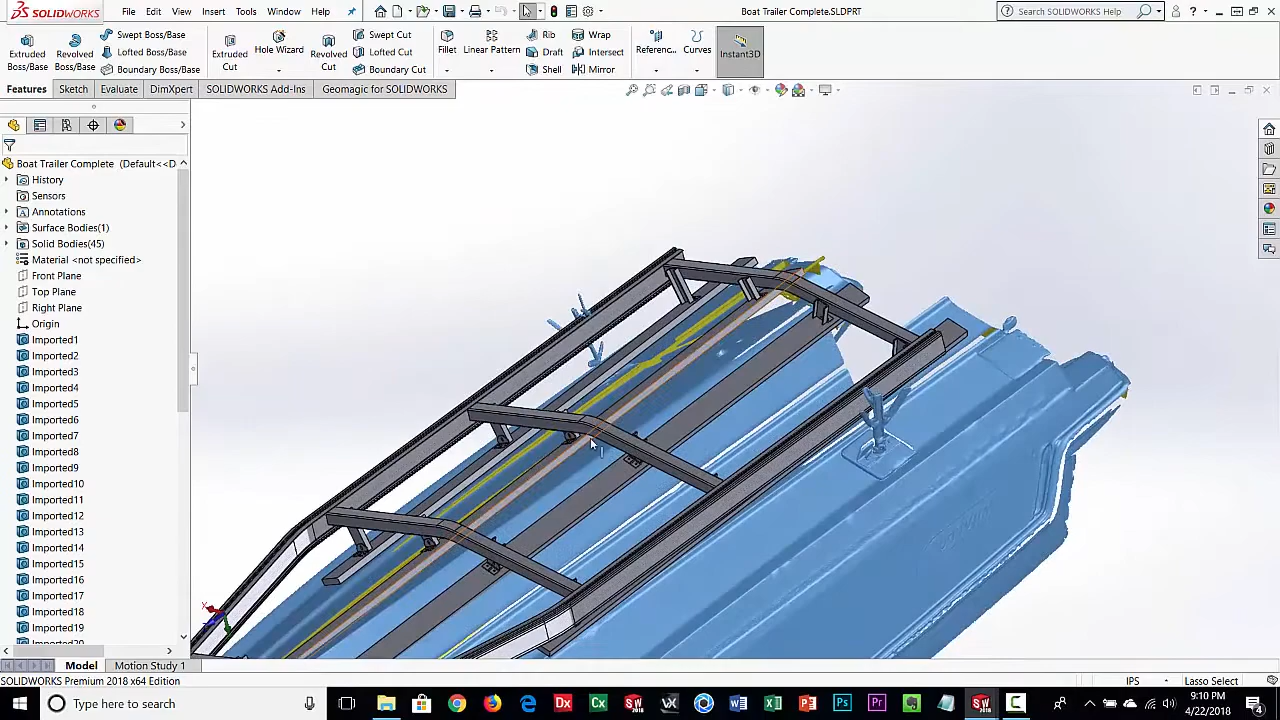 SOLIDWORKS File Edit View Insert Tools Window Help Boat Trailer Complete.SLDPRT Search SOLIDWORKS Help
Extruded Boss/Base Revolved Boss/Base Swept Boss/Base Lofted Boss/Base Boundary Boss/Base Extruded Cut Hole Wizard Revolved Cut Swept Cut Lofted Cut Boundary Cut Fillet Linear Pattern Rib Draft Shell Wrap Intersect Mirror Referenc... Curves Instant3D
Features Sketch Evaluate DimXpert SOLIDWORKS Add-Ins Geomagic for SOLIDWORKS
Boat Trailer Complete (Default<<D
History
Sensors
Annotations
Surface Bodies(1)
Solid Bodies(45)
Material <not specified>
Front Plane
Top Plane
Right Plane
Origin
Imported1
Imported2
Imported3
Imported4
Imported5
Imported6
Imported7
Imported8
Imported9
Imported10
Imported11
Imported12
Imported13
Imported14
Imported15
Imported16
Imported17
Imported18
Imported19
Imported20
Model Motion Study 1
SOLIDWORKS Premium 2018 x64 Edition IPS Lasso Select
Type here to search 9:10 PM
4/22/2018